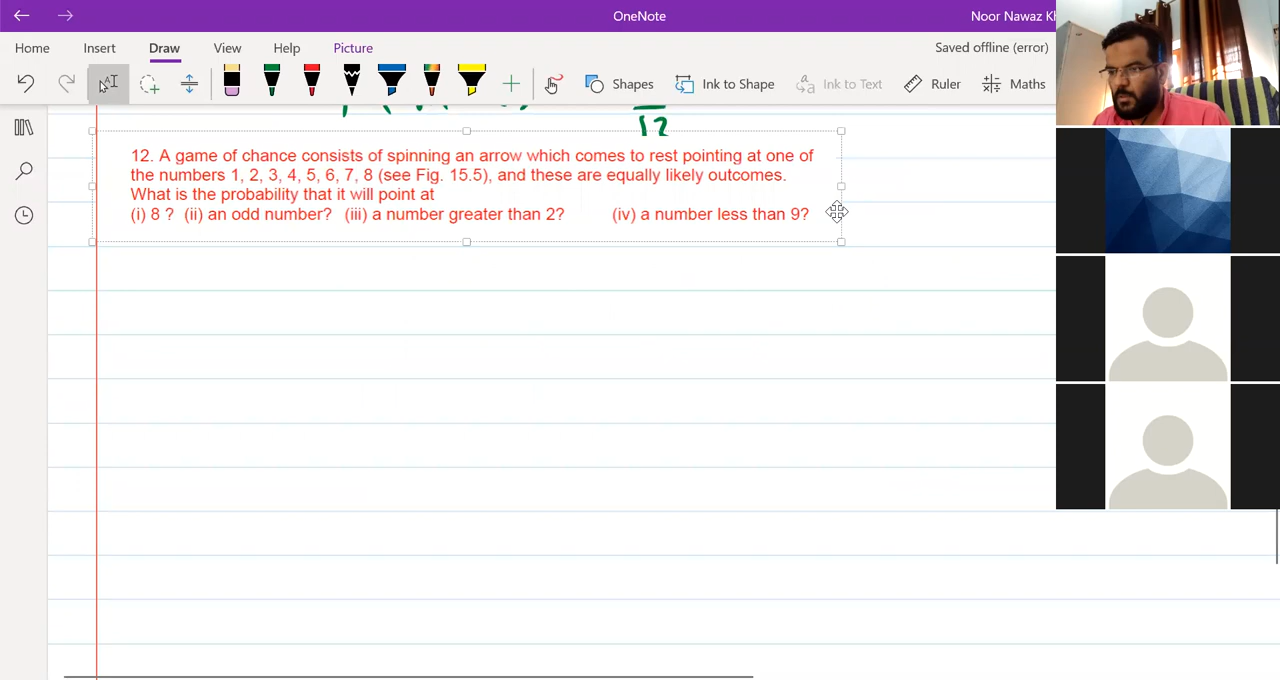 OneNote
Noor Nawaz Kh
Home Insert Draw View Help Picture
Saved offline (error)
Shapes Ink to Shape Ink to Text Ruler Maths
12
12. A game of chance consists of spinning an arrow which comes to rest pointing at one of
the numbers 1, 2, 3, 4, 5, 6, 7, 8 (see Fig. 15.5), and these are equally likely outcomes.
What is the probability that it will point at
(i) 8 ? (ii) an odd number? (iii) a number greater than 2? (iv) a number less than 9?